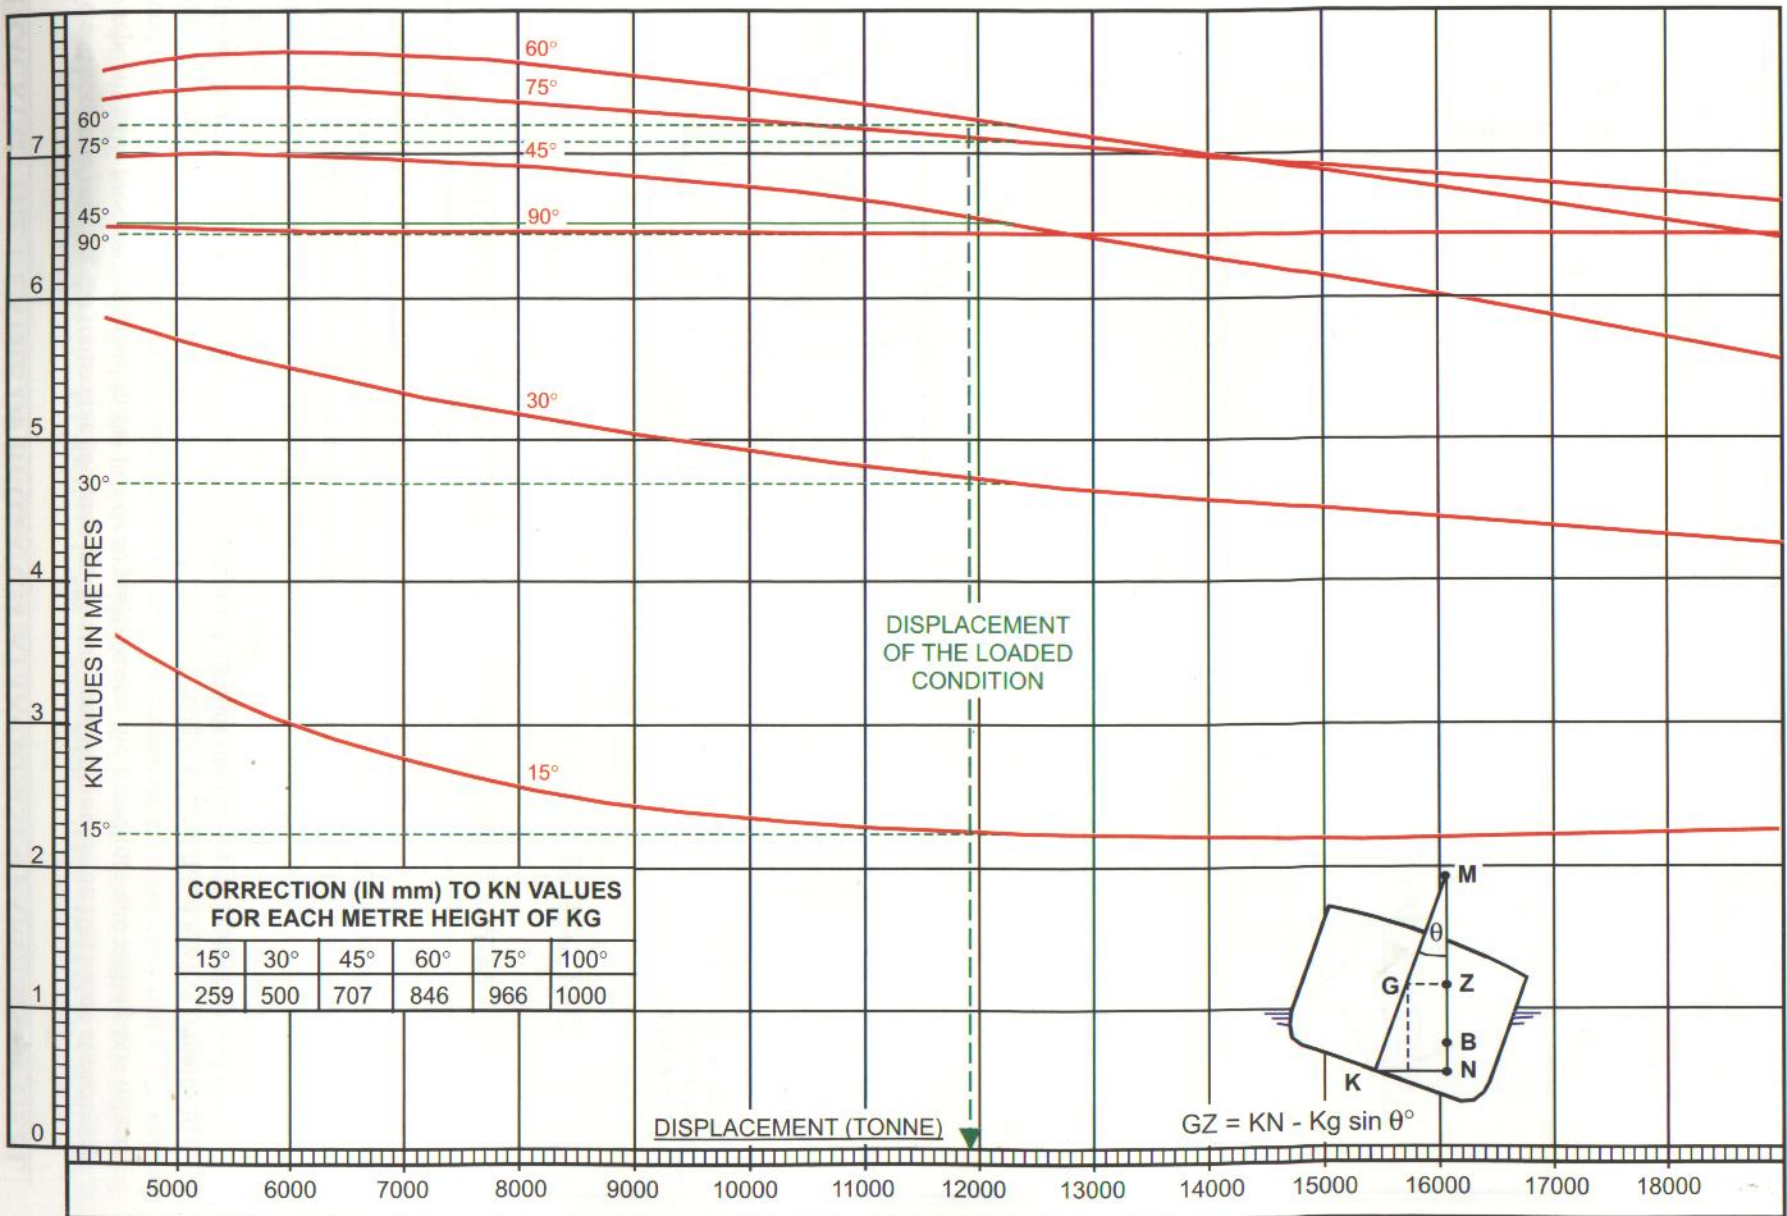 60°
75°
60°
7
75°
45°
45°
90°
90°
6
5
30°
30°
4
KN VALUES IN METRES
DISPLACEMENT
OF THE LOADED
CONDITION
3
15°
15°
2
CORRECTION (IN mm) TO KN VALUES
FOR EACH METRE HEIGHT OF KG
15° 30° 45° 60° 75° 100°
259 500 707 846 966 1000
1
M
θ
G Z
B
K N
0
DISPLACEMENT (TONNE)
GZ = KN - Kg sin θ°
5000 6000 7000 8000 9000 10000 11000 12000 13000 14000 15000 16000 17000 18000